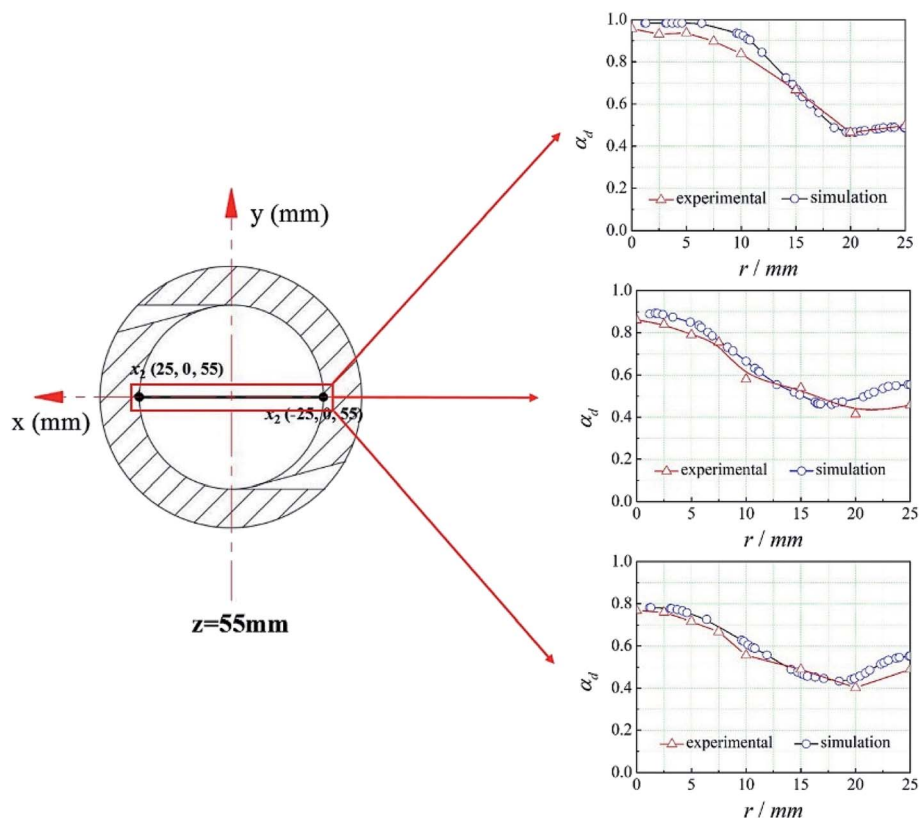 y (mm)
x₂ (25, 0, 55)
x₂ (-25, 0, 55)
x (mm)
z=55mm
1.0
0.8
0.6
0.4
0.2
0.0
α_d
experimental simulation
0 5 10 15 20 25
r / mm
1.0
0.8
0.6
0.4
0.2
0.0
α_d
experimental simulation
0 5 10 15 20 25
r / mm
1.0
0.8
0.6
0.4
0.2
0.0
α_d
experimental simulation
0 5 10 15 20 25
r / mm